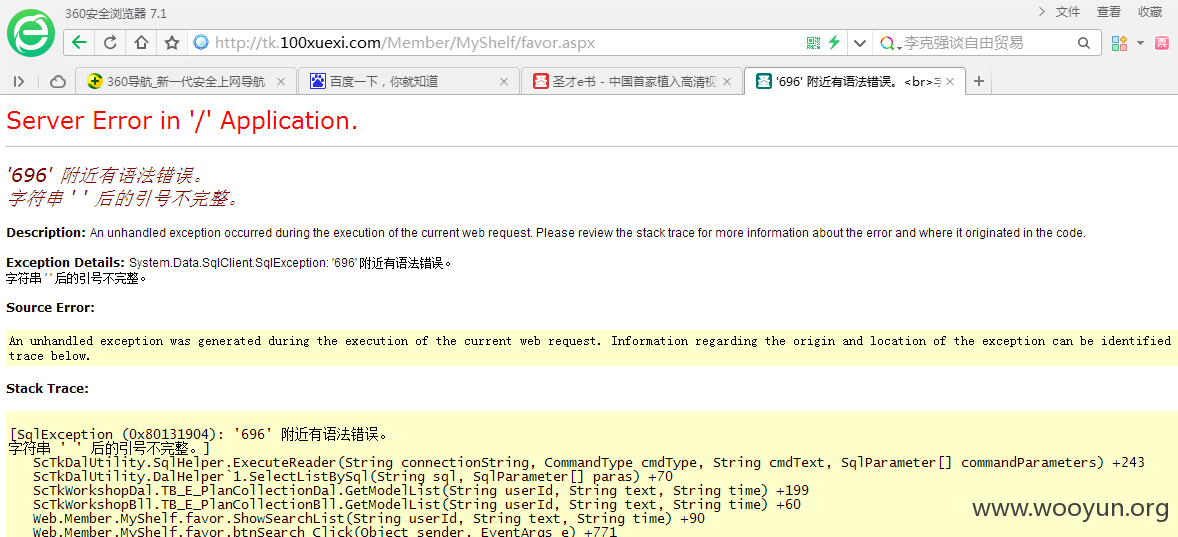 360安全浏览器 7.1
文件 查看 收藏
http://tk.100xuexi.com/Member/MyShelf/favor.aspx
李克强谈自由贸易
360导航_新一代安全上网导航
百度一下，你就知道
圣才e书 - 中国首家植入高清视
'696' 附近有语法错误。<br>字
Server Error in '/' Application.
'696' 附近有语法错误。
字符串 ' ' 后的引号不完整。
Description: An unhandled exception occurred during the execution of the current web request. Please review the stack trace for more information about the error and where it originated in the code.
Exception Details: System.Data.SqlClient.SqlException: '696' 附近有语法错误。
字符串 ' ' 后的引号不完整。
Source Error:
An unhandled exception was generated during the execution of the current web request. Information regarding the origin and location of the exception can be identified
trace below.
Stack Trace:
[SqlException (0x80131904): '696' 附近有语法错误。
字符串 ' ' 后的引号不完整。]
ScTkDalUtility.SqlHelper.ExecuteReader(String connectionString, CommandType cmdType, String cmdText, SqlParameter[] commandParameters) +243
ScTkDalUtility.DalHelper`1.SelectListBySql(String sql, SqlParameter[] paras) +70
ScTkWorkshopDal.TB_E_PlanCollectionDal.GetModelList(String userId, String text, String time) +199
ScTkWorkshopBll.TB_E_PlanCollectionBll.GetModelList(String userId, String text, String time) +60
Web.Member.MyShelf.favor.ShowSearchList(String userId, String text, String time) +90
Web.Member.MyShelf.favor.btnSearch_Click(Object sender, EventArgs e) +771
www.wooyun.org